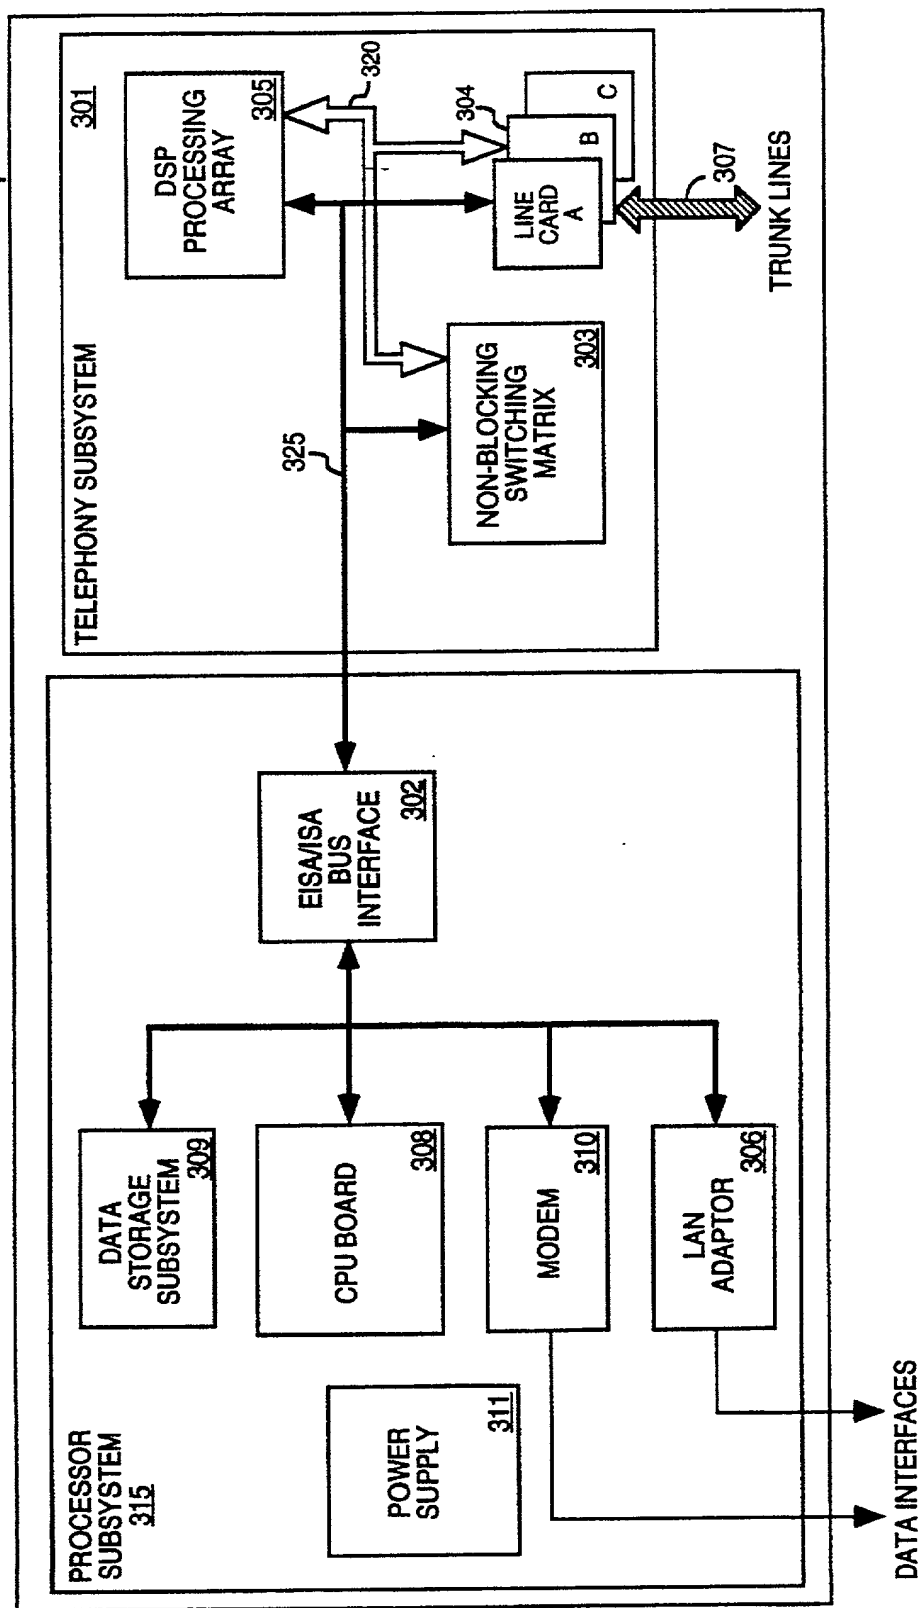 PROCESSOR
SUBSYSTEM
315
DATA
STORAGE
SUBSYSTEM
309
CPU BOARD
308
POWER
SUPPLY
311
MODEM
310
LAN
ADAPTOR
306
DATA INTERFACES
EISA/ISA
BUS
INTERFACE
302
TELEPHONY SUBSYSTEM
301
325
DSP
PROCESSING
ARRAY
305
320
NON-BLOCKING
SWITCHING
MATRIX
303
304
LINE
CARD
A
B
C
307
TRUNK LINES